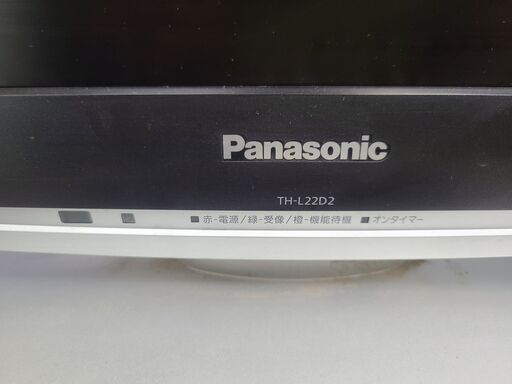 Panasonic
TH-L22D2
■ 赤-電源/緑-受像/橙-機能待機 ■ オンタイマー